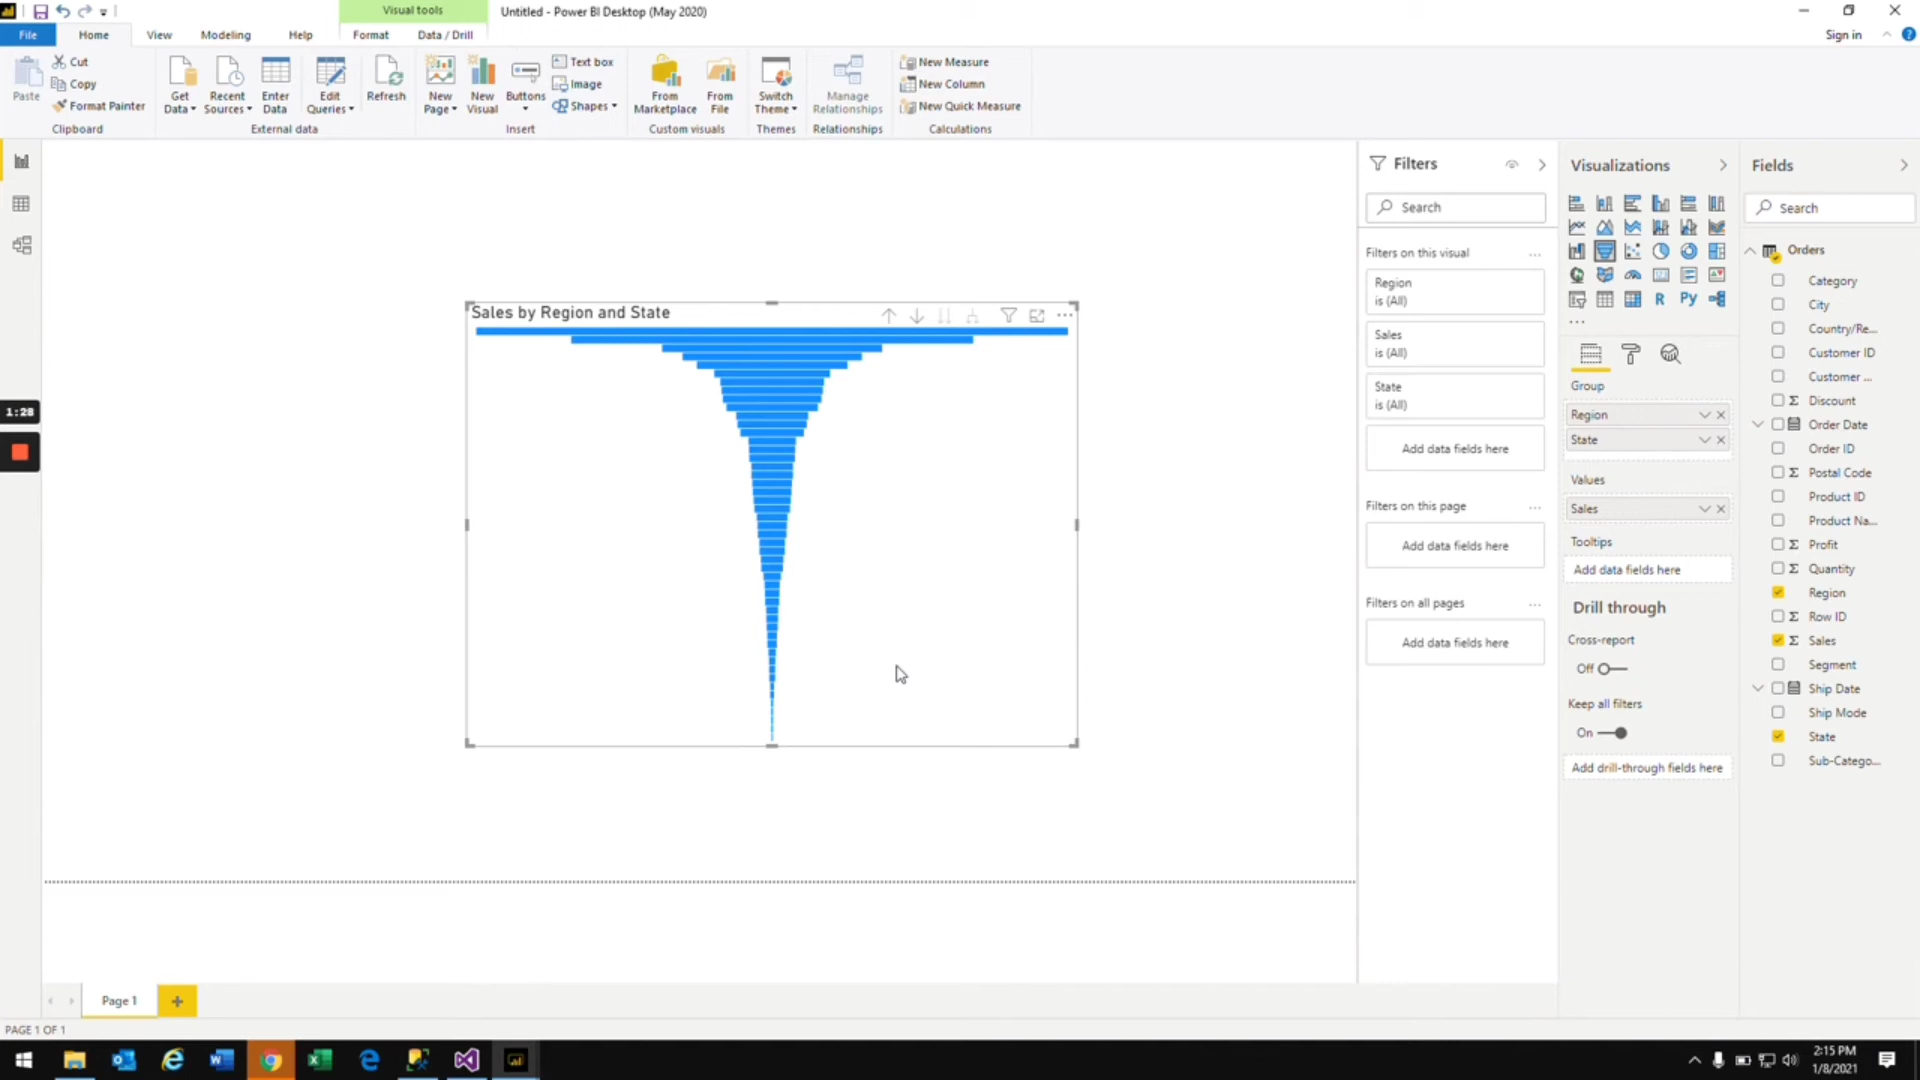 Visual tools
Untitled - Power BI Desktop (May 2020)
File
Home
View
Modeling
Help
Format
Data / Drill
Sign in
Paste
Cut
Copy
Format Painter
Clipboard
Get Data
Recent Sources
Enter Data
Edit Queries
Refresh
External data
New Page
New Visual
Buttons
Text box
Image
Shapes
Insert
From Marketplace
From File
Custom visuals
Switch Theme
Themes
Manage Relationships
Relationships
New Measure
New Column
New Quick Measure
Calculations
1:28
Sales by Region and State
Filters
Search
Filters on this visual
Region
is (All)
Sales
is (All)
State
is (All)
Add data fields here
Filters on this page
Add data fields here
Filters on all pages
Add data fields here
Visualizations
R
Py
Group
Region
State
Values
Sales
Tooltips
Add data fields here
Drill through
Cross-report
Off
Keep all filters
On
Add drill-through fields here
Fields
Search
Orders
Category
City
Country/Re...
Customer ID
Customer ...
Σ Discount
Order Date
Order ID
Σ Postal Code
Product ID
Product Na...
Σ Profit
Σ Quantity
Region
Σ Row ID
Σ Sales
Segment
Ship Date
Ship Mode
State
Sub-Catego...
Page 1
PAGE 1 OF 1
2:15 PM
1/8/2021